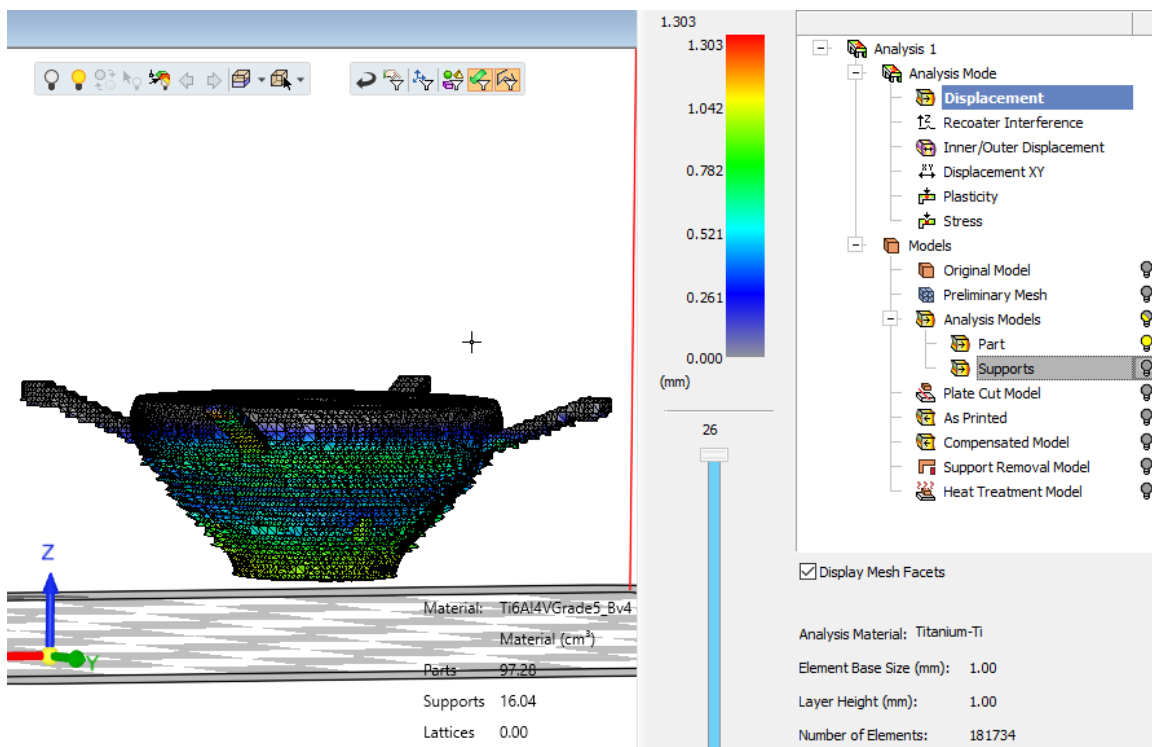 1.303
1.303
1.042
0.782
0.521
0.261
0.000
(mm)
26
Z
Y
Material: Ti6Al4VGrade5_Bv4
Material (cm³)
Parts 97.28
Supports 16.04
Lattices 0.00
Analysis 1
Analysis Mode
Displacement
Recoater Interference
Inner/Outer Displacement
Displacement XY
Plasticity
Stress
Models
Original Model
Preliminary Mesh
Analysis Models
Part
Supports
Plate Cut Model
As Printed
Compensated Model
Support Removal Model
Heat Treatment Model
Display Mesh Facets
Analysis Material: Titanium-Ti
Element Base Size (mm): 1.00
Layer Height (mm): 1.00
Number of Elements: 181734